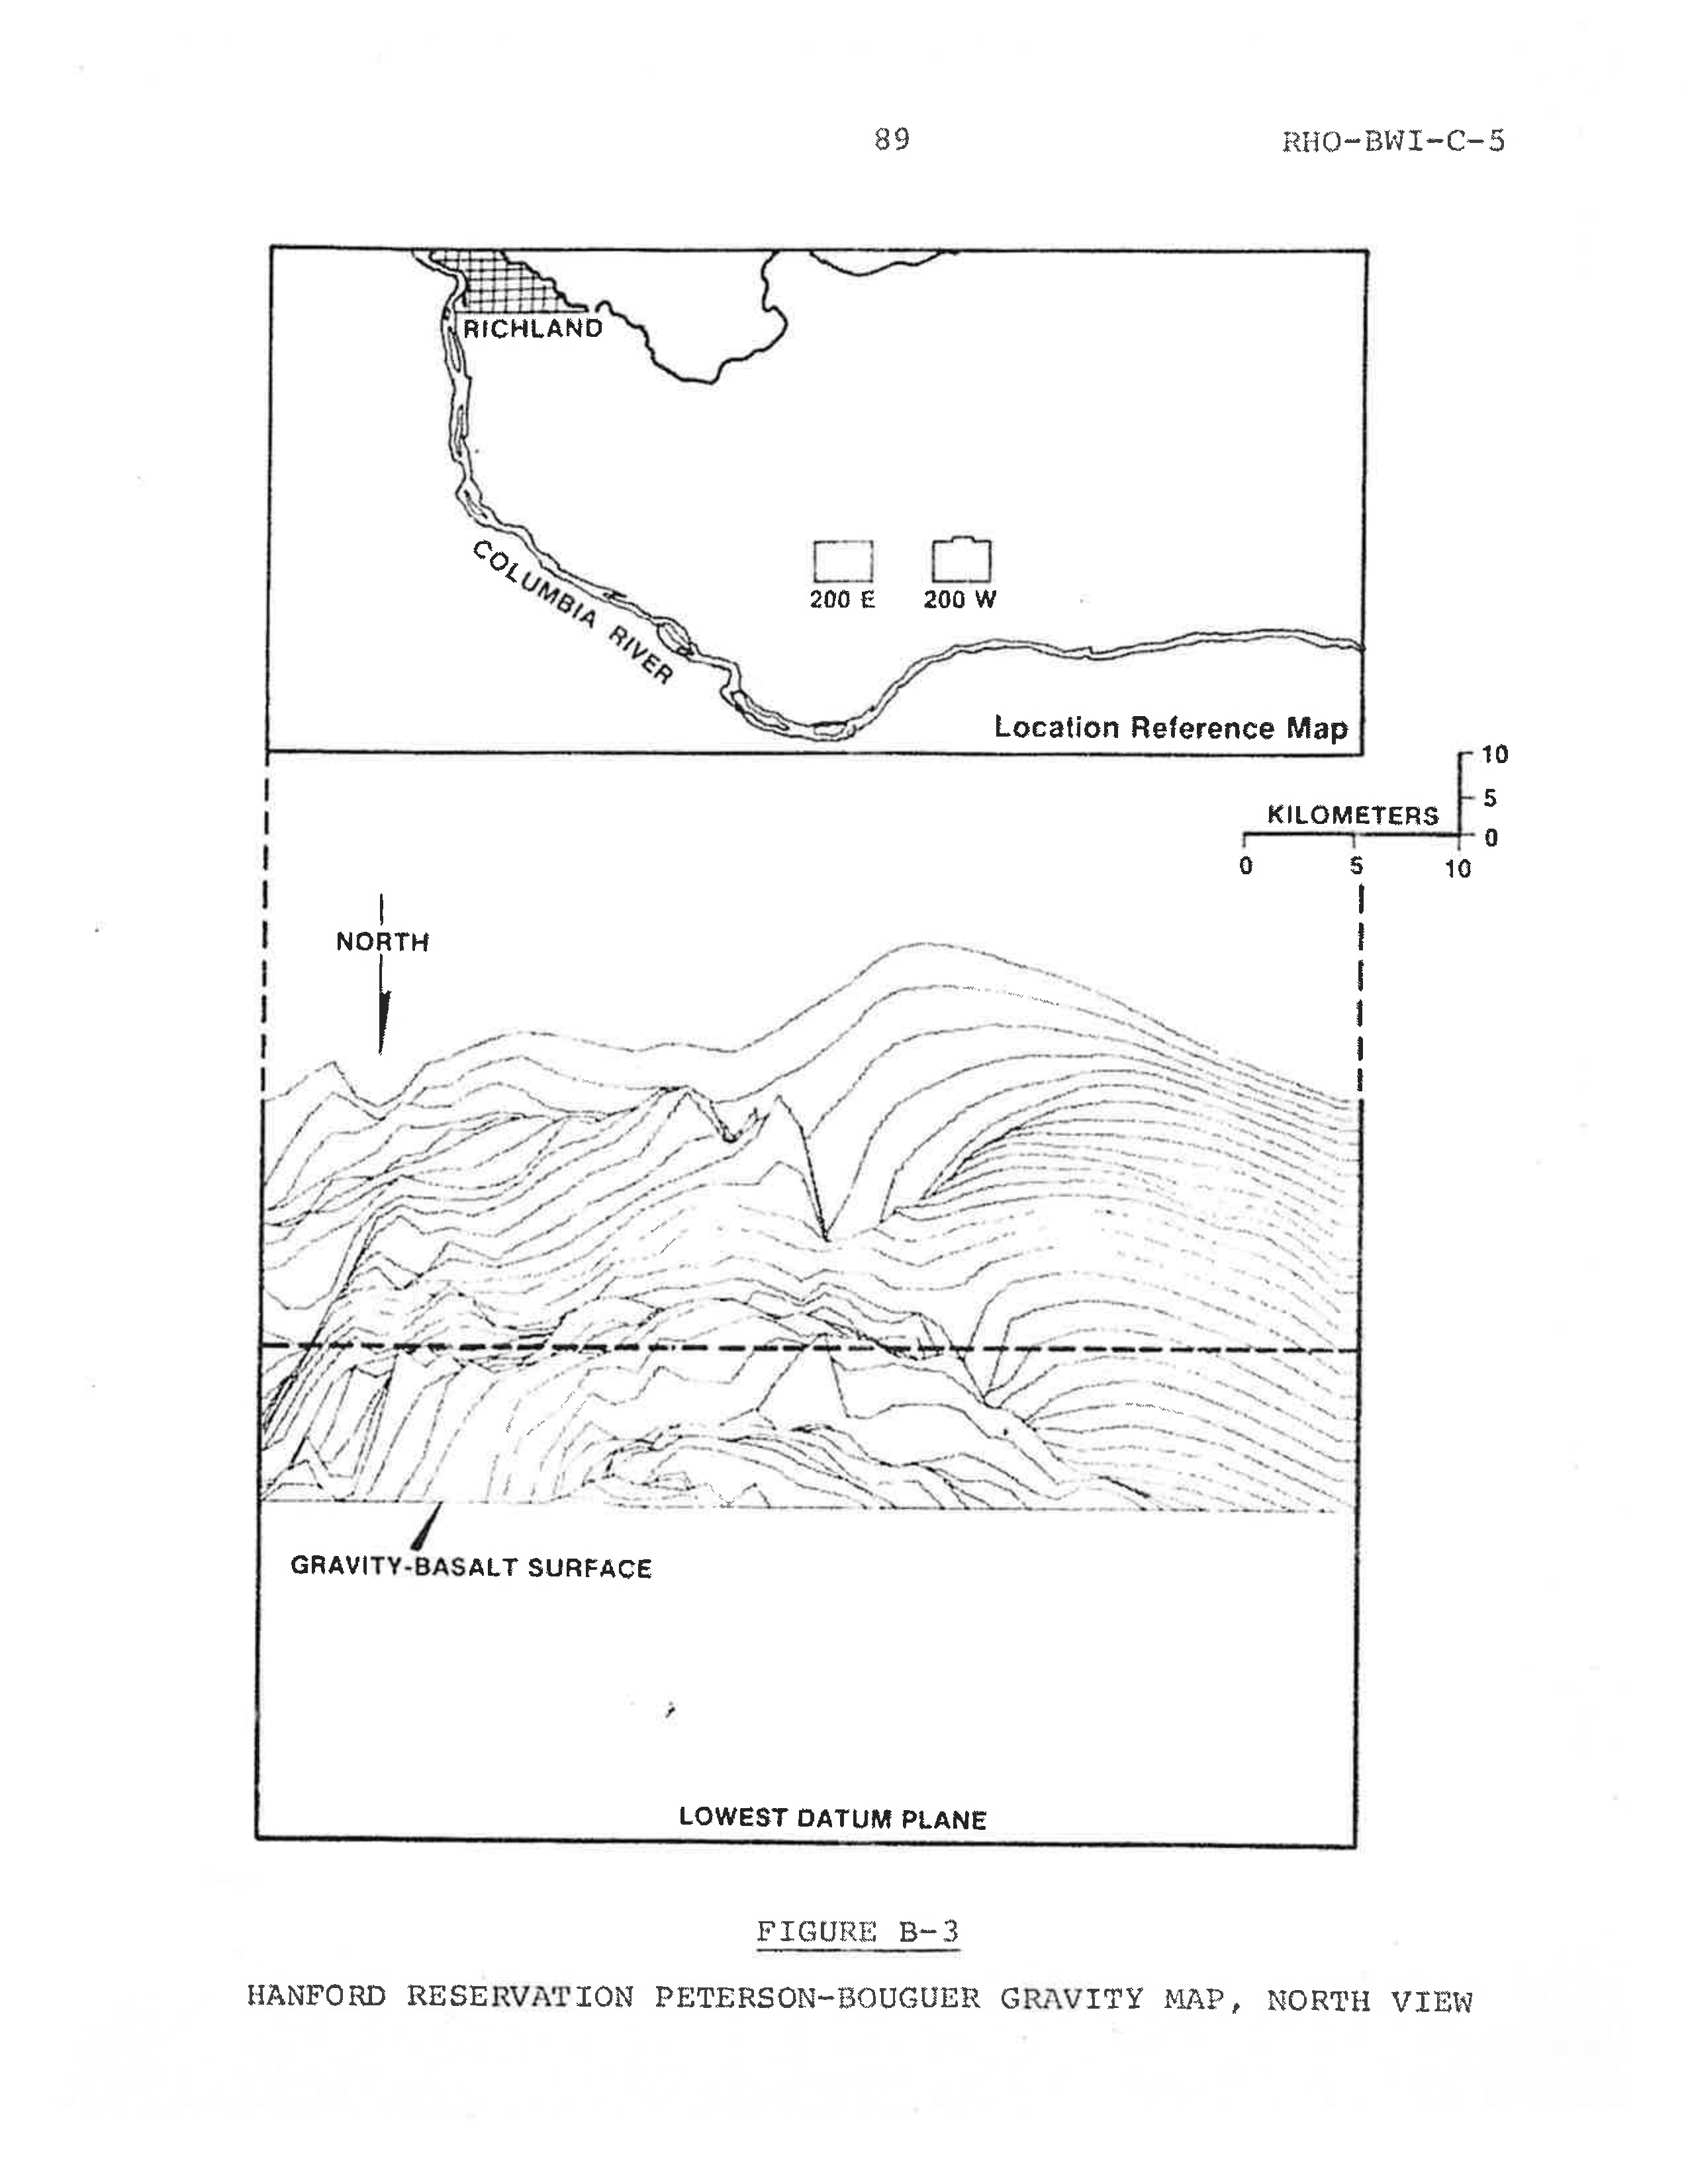 89
RHO-BWI-C-5
RICHLAND
COLUMBIA RIVER
200 E
200 W
Location Reference Map
10
5
0
KILOMETERS
0 5 10
NORTH
GRAVITY-BASALT SURFACE
LOWEST DATUM PLANE
FIGURE B-3
HANFORD RESERVATION PETERSON-BOUGUER GRAVITY MAP, NORTH VIEW